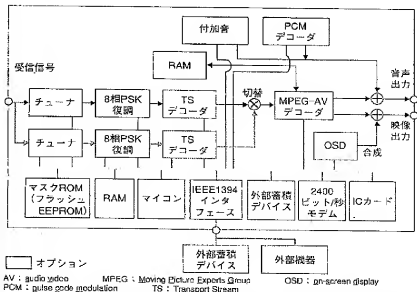 付加音
PCM
デコーダ
RAM
音声
出力
受信信号
チューナ
8相PSK
復調
TS
デコーダ
切替
MPEG-AV
デコーダ
映像
出力
チューナ
8相PSK
復調
TS
デコーダ
OSD
合成
マスクROM
(フラッシュ
EEPROM)
RAM
マイコン
IEEE1394
インタ
フェース
外部蓄積
デバイス
2400
ビット/秒
モデム
ICカード
オプション
外部蓄積
デバイス
外部機器
AV : audio video MPEG : Moving Picture Experts Group OSD : on-screen display
PCM : pulse code modulation TS : Transport Stream